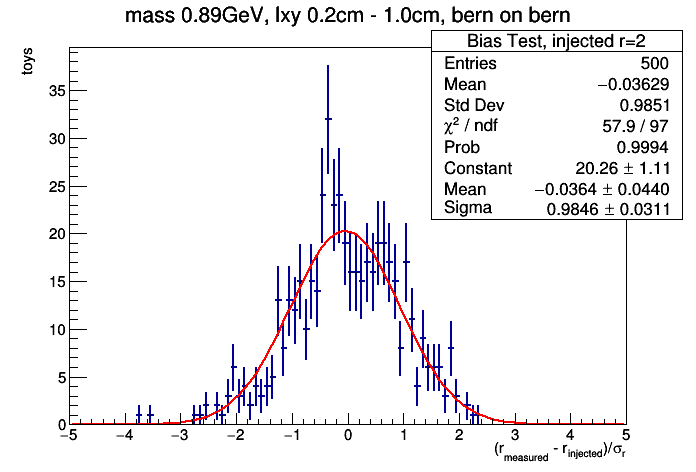 mass 0.89GeV, lxy 0.2cm - 1.0cm, bern on bern
toys
Bias Test, injected r=2
Entries 500
Mean −0.03629
Std Dev 0.9851
χ² / ndf 57.9 / 97
Prob 0.9994
Constant 20.26 ± 1.11
Mean −0.0364 ± 0.0440
Sigma 0.9846 ± 0.0311
35
30
25
20
15
10
5
0
−5 −4 −3 −2 −1 0 1 2 3 4 5
(r measured - r injected)/σr